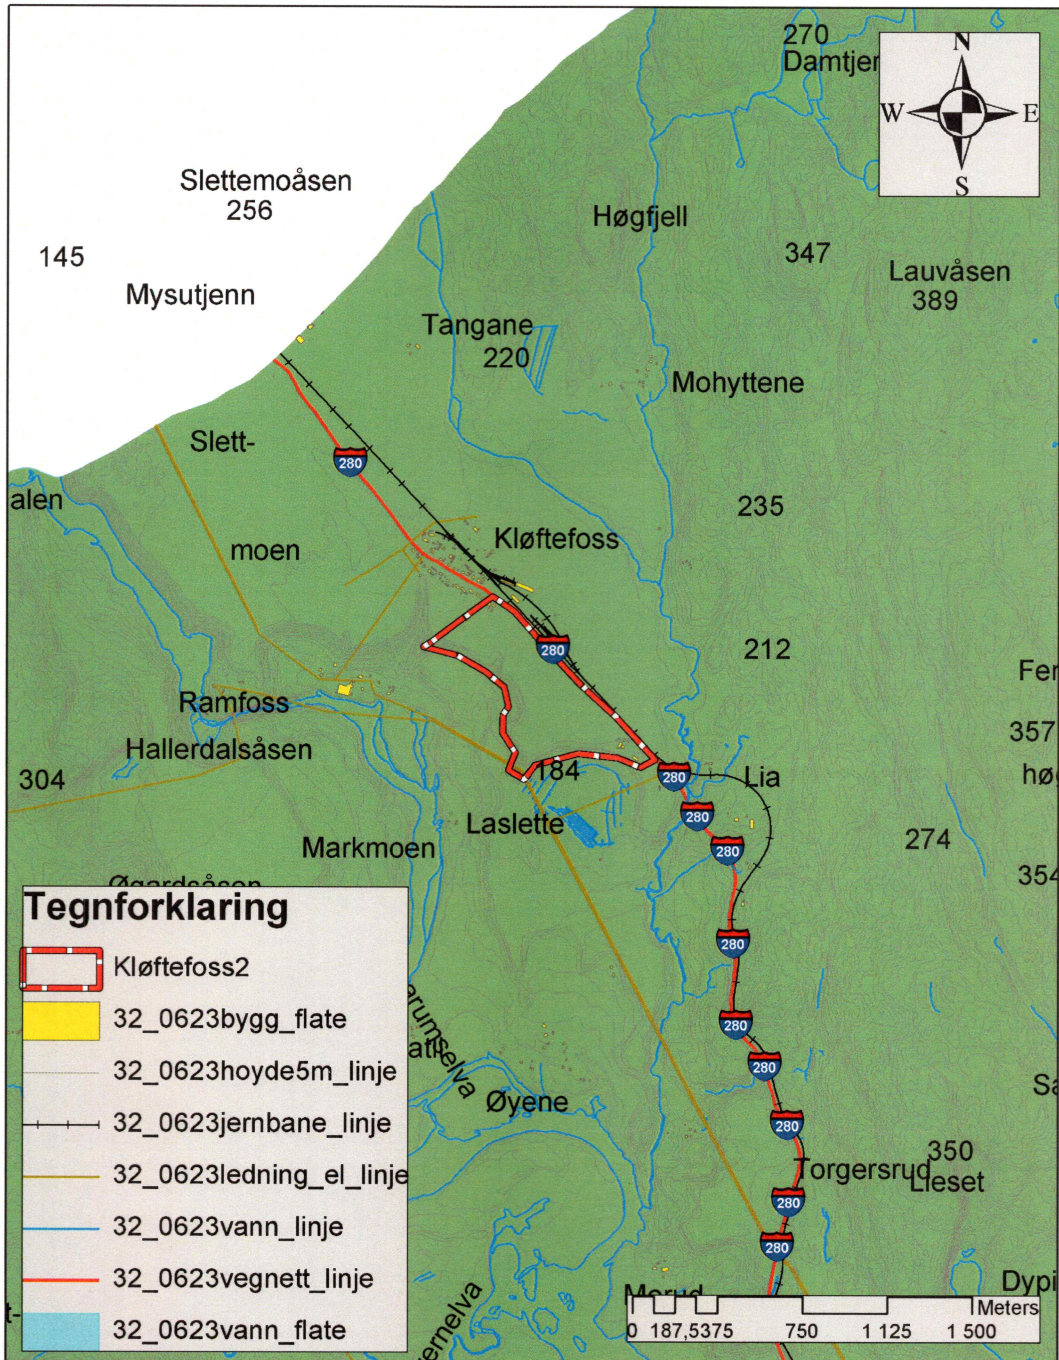 270
Damtjer
N
W
E
S
Slettemoåsen
256
Høgfjell
145
347
Lauvåsen
389
Mysutjenn
Tangane
220
Mohyttene
Slett-
280
alen
235
Kløftefoss
moen
280
212
Fer
Ramfoss
357
Hallerdalsåsen
304
184
280
Lia
høg
Laslette
280
274
Markmoen
280
354
Øgardsåsen
280
280
280
Øyene
280
350
Torgersrud
Lieset
280
280
Dypi
Morud
Tegnforklaring
Kløftefoss2
32_0623bygg_flate
32_0623hoyde5m_linje
32_0623jernbane_linje
32_0623ledning_el_linje
32_0623vann_linje
32_0623vegnett_linje
32_0623vann_flate
Meters
0 187,5375 750 1 125 1 500